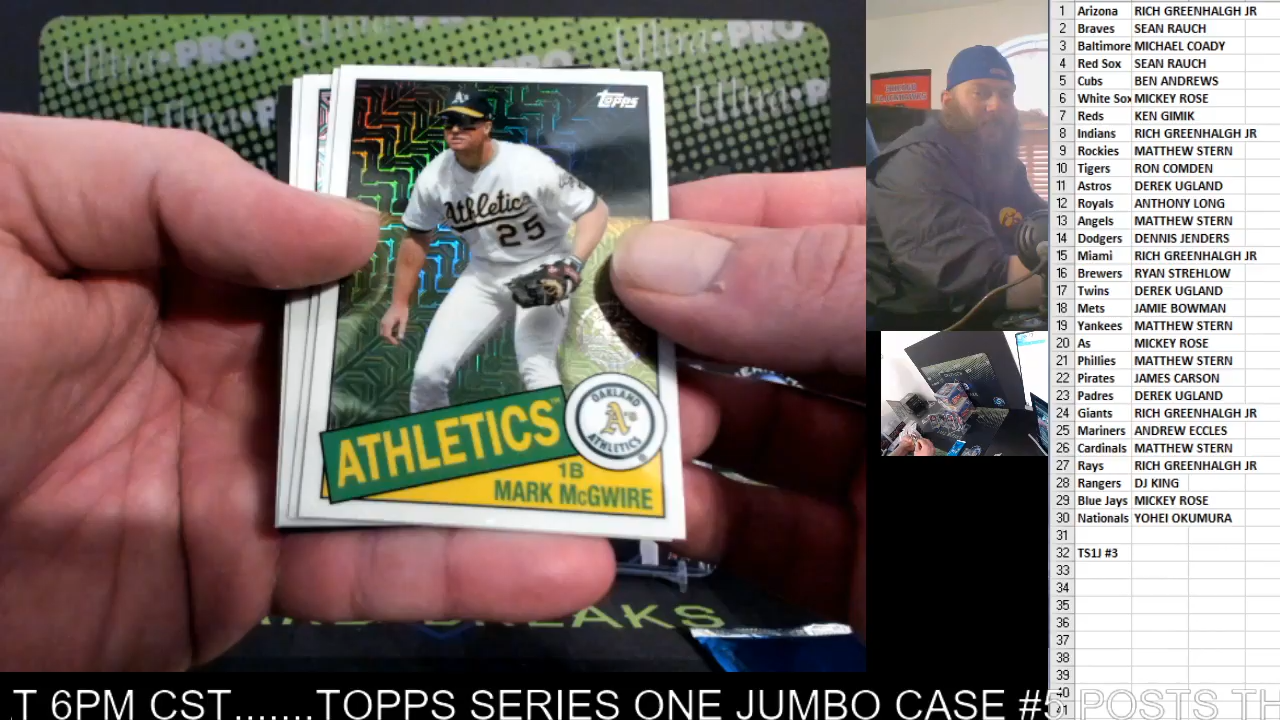 Ultra•PRO
Ultra•PRO
A's
topps
Athletics
25
OAKLAND
A's
ATHLETICS
ATHLETICS™
1B
MARK McGWIRE
BREAKS
1 Arizona RICH GREENHALGH JR
2 Braves SEAN RAUCH
3 Baltimore MICHAEL COADY
4 Red Sox SEAN RAUCH
5 Cubs BEN ANDREWS
6 White Sox MICKEY ROSE
7 Reds KEN GIMIK
8 Indians RICH GREENHALGH JR
9 Rockies MATTHEW STERN
10 Tigers RON COMDEN
11 Astros DEREK UGLAND
12 Royals ANTHONY LONG
13 Angels MATTHEW STERN
14 Dodgers DENNIS JENDERS
15 Miami RICH GREENHALGH JR
16 Brewers RYAN STREHLOW
17 Twins DEREK UGLAND
18 Mets JAMIE BOWMAN
19 Yankees MATTHEW STERN
20 As MICKEY ROSE
21 Phillies MATTHEW STERN
22 Pirates JAMES CARSON
23 Padres DEREK UGLAND
24 Giants RICH GREENHALGH JR
25 Mariners ANDREW ECCLES
26 Cardinals MATTHEW STERN
27 Rays RICH GREENHALGH JR
28 Rangers DJ KING
29 Blue Jays MICKEY ROSE
30 Nationals YOHEI OKUMURA
31
32 TS1J #3
33
34
35
36
37
38
39
40
41
.T 6PM CST.......TOPPS SERIES ONE JUMBO CASE #5 POSTS TH